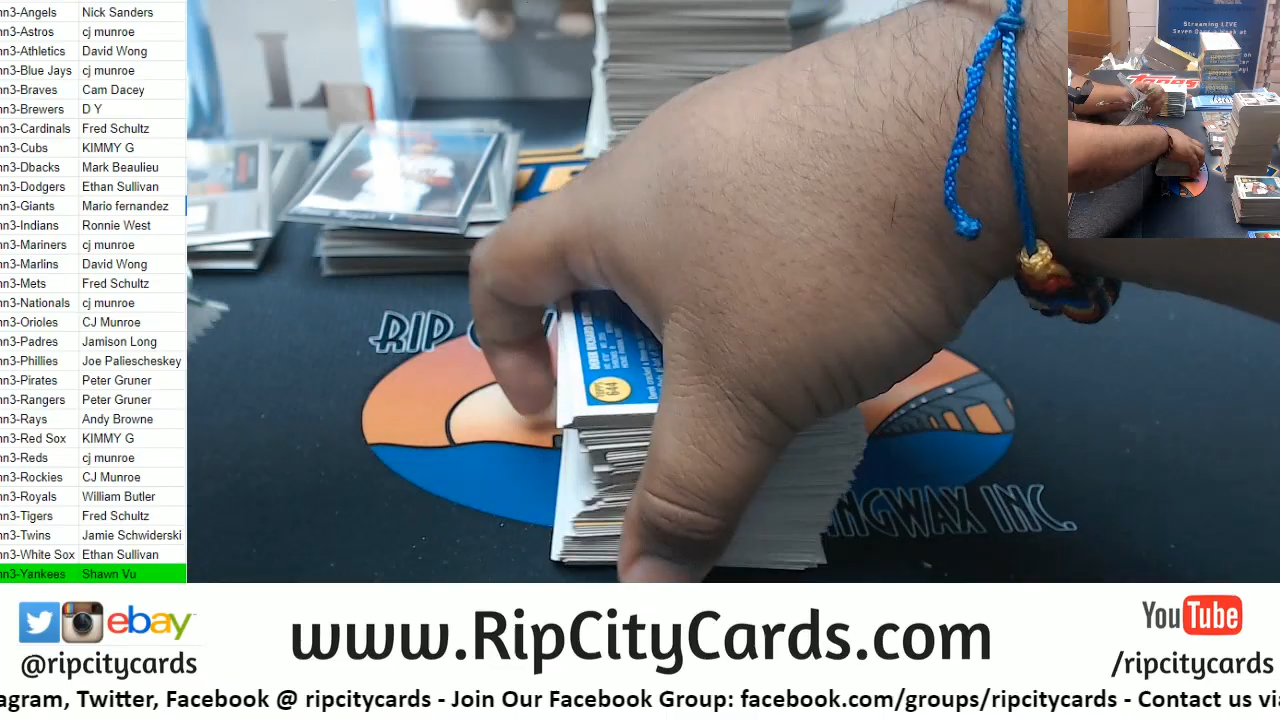 nn3-Angels Nick Sanders
nn3-Astros cj munroe
nn3-Athletics David Wong
nn3-Blue Jays cj munroe
nn3-Braves Cam Dacey
nn3-Brewers D Y
nn3-Cardinals Fred Schultz
nn3-Cubs KIMMY G
nn3-Dbacks Mark Beaulieu
nn3-Dodgers Ethan Sullivan
nn3-Giants Mario fernandez
nn3-Indians Ronnie West
nn3-Mariners cj munroe
nn3-Marlins David Wong
nn3-Mets Fred Schultz
nn3-Nationals cj munroe
nn3-Orioles CJ Munroe
nn3-Padres Jamison Long
nn3-Phillies Joe Paliescheskey
nn3-Pirates Peter Gruner
nn3-Rangers Peter Gruner
nn3-Rays Andy Browne
nn3-Red Sox KIMMY G
nn3-Reds cj munroe
nn3-Rockies CJ Munroe
nn3-Royals William Butler
nn3-Tigers Fred Schultz
nn3-Twins Jamie Schwiderski
nn3-White Sox Ethan Sullivan
nn3-Yankees Shawn Vu
Streaming LIVE
Seven Days a Week at
Topps
RIP
NGWAX INC.
TOPPS
644
ebay
@ripcitycards
www.RipCityCards.com
YouTube
/ripcitycards
agram, Twitter, Facebook @ ripcitycards - Join Our Facebook Group: facebook.com/groups/ripcitycards - Contact us via